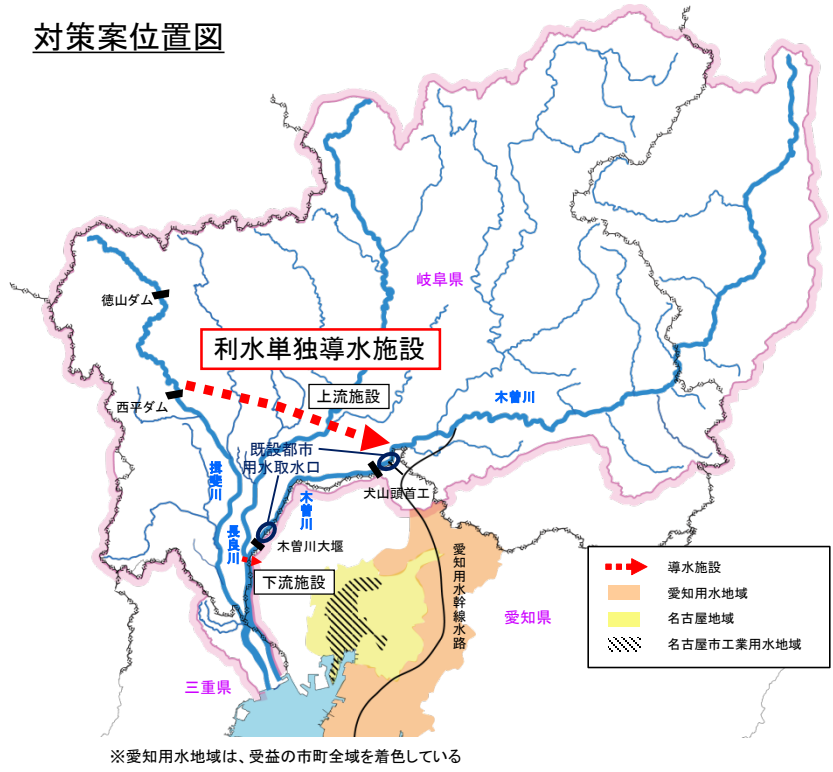 対策案位置図
岐阜県
徳山ダム
利水単独導水施設
上流施設
木曽川
西平ダム
既設都市
用水取水口
揖斐川
木曽川
犬山頭首工
長良川
木曽川大堰
下流施設
愛知用水幹線水路
導水施設
愛知用水地域
名古屋地域
名古屋市工業用水地域
愛知県
三重県
※愛知用水地域は、受益の市町全域を着色している